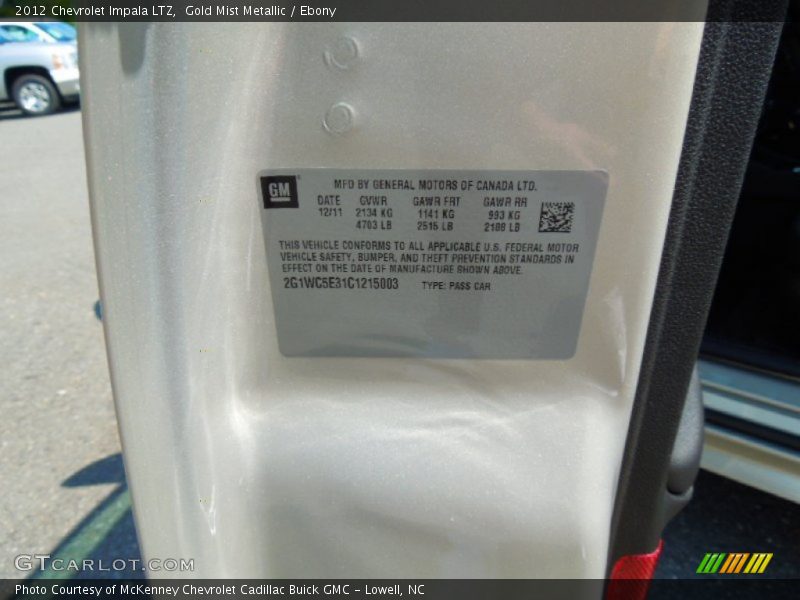 2012 Chevrolet Impala LTZ,  Gold Mist Metallic / Ebony
GM
MFD BY GENERAL MOTORS OF CANADA LTD.
DATE GVWR GAWR FRT GAWR RR
12/11 2134 KG 1141 KG 993 KG
4703 LB 2515 LB 2188 LB
THIS VEHICLE CONFORMS TO ALL APPLICABLE U.S. FEDERAL MOTOR
VEHICLE SAFETY, BUMPER, AND THEFT PREVENTION STANDARDS IN
EFFECT ON THE DATE OF MANUFACTURE SHOWN ABOVE.
2G1WC5E31C1215003 TYPE: PASS CAR
GTCARLOT.COM
Photo Courtesy of McKenney Chevrolet Cadillac Buick GMC - Lowell, NC